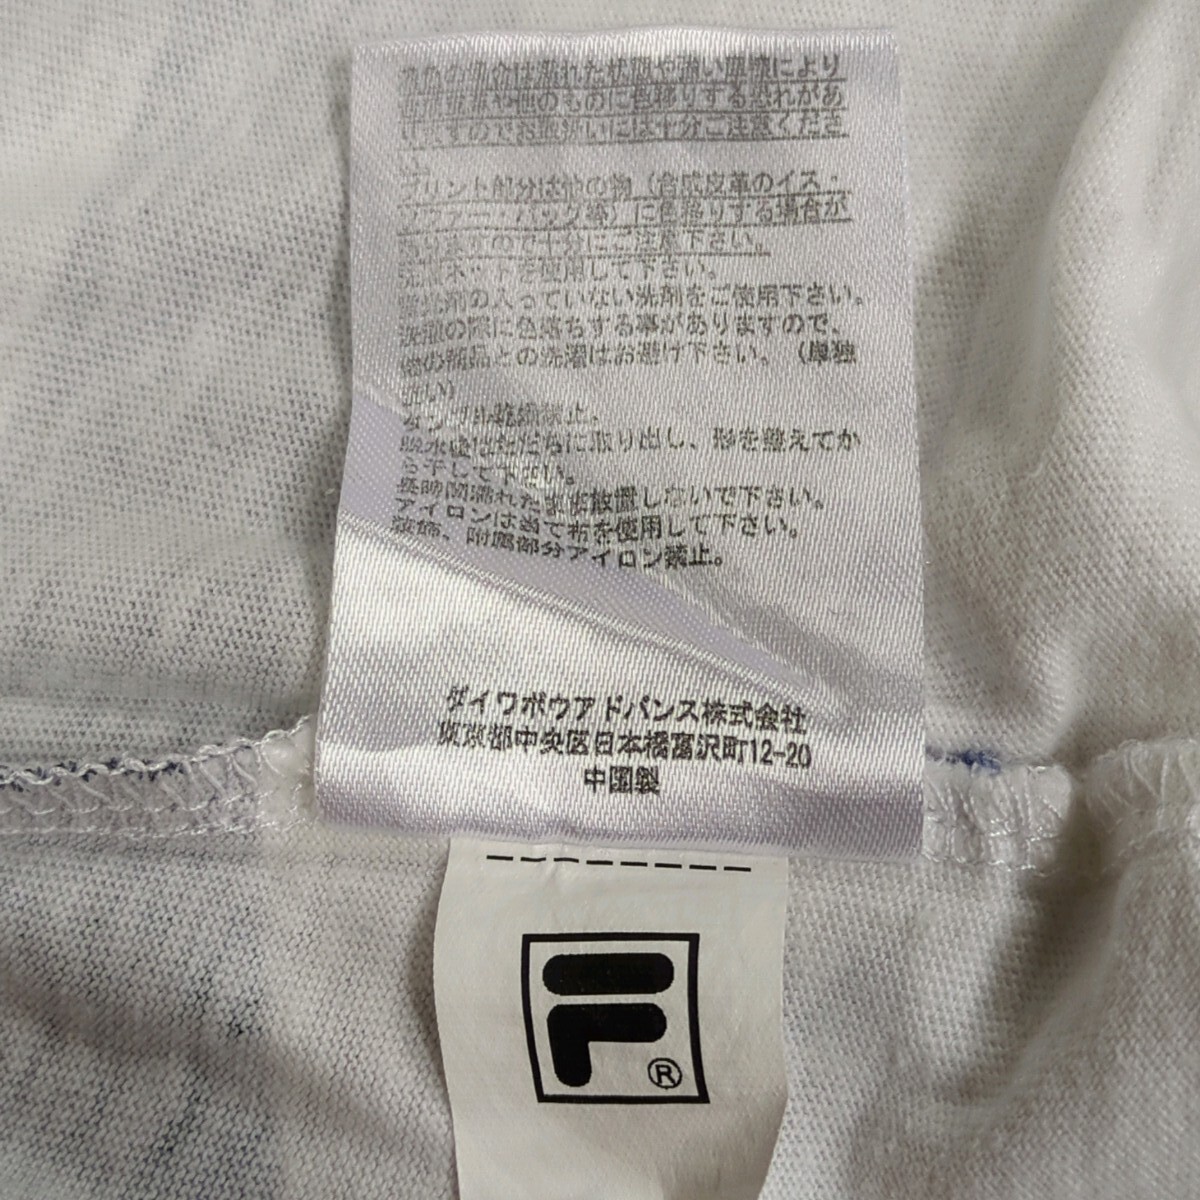 濃色の場合は濡れた状態や強い摩擦により
や他のものに色移りする恐れがあ
りますのでお取扱いには十分ご注意くださ
い。
プリント部分は他の物（合成皮革のイス・
ソファー・バッグ等）に色移りする場合が
ありますので十分にご注意下さい。
洗濯ネットを使用して下さい。
蛍光剤の入っていない洗剤をご使用下さい。
洗濯の際に色落ちする事がありますので、
他の製品との洗濯はお避け下さい。（単独
洗い）
タンブル乾燥禁止。
脱水後はただちに取り出し、形を整えてか
ら干して下さい。
長時間濡れたまま放置しないで下さい。
アイロンは当て布を使用して下さい。
装飾、附属部分アイロン禁止。
ダイワボウアドバンス株式会社
東京都中央区日本橋富沢町12-20
中国製
F
®